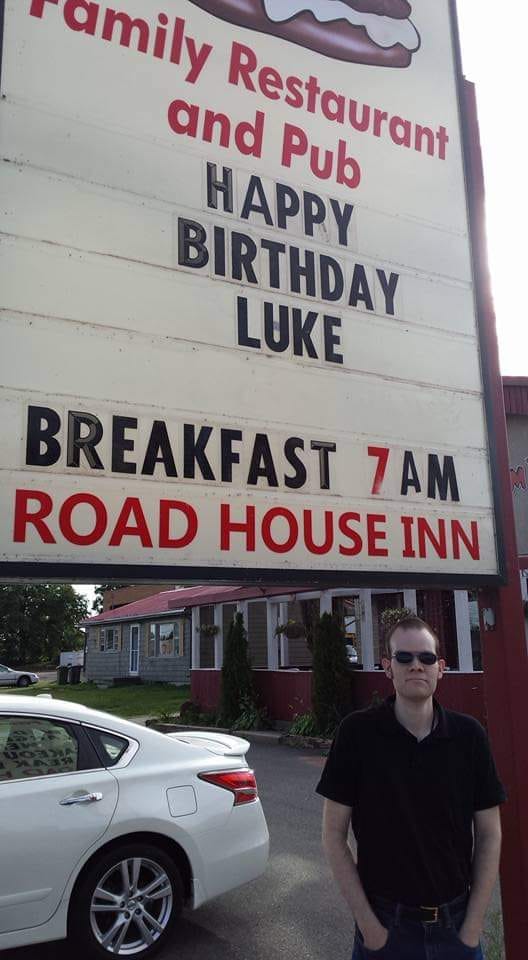 Family Restaurant
and Pub
HAPPY
BIRTHDAY
LUKE
BREAKFAST 7 AM
ROAD HOUSE INN